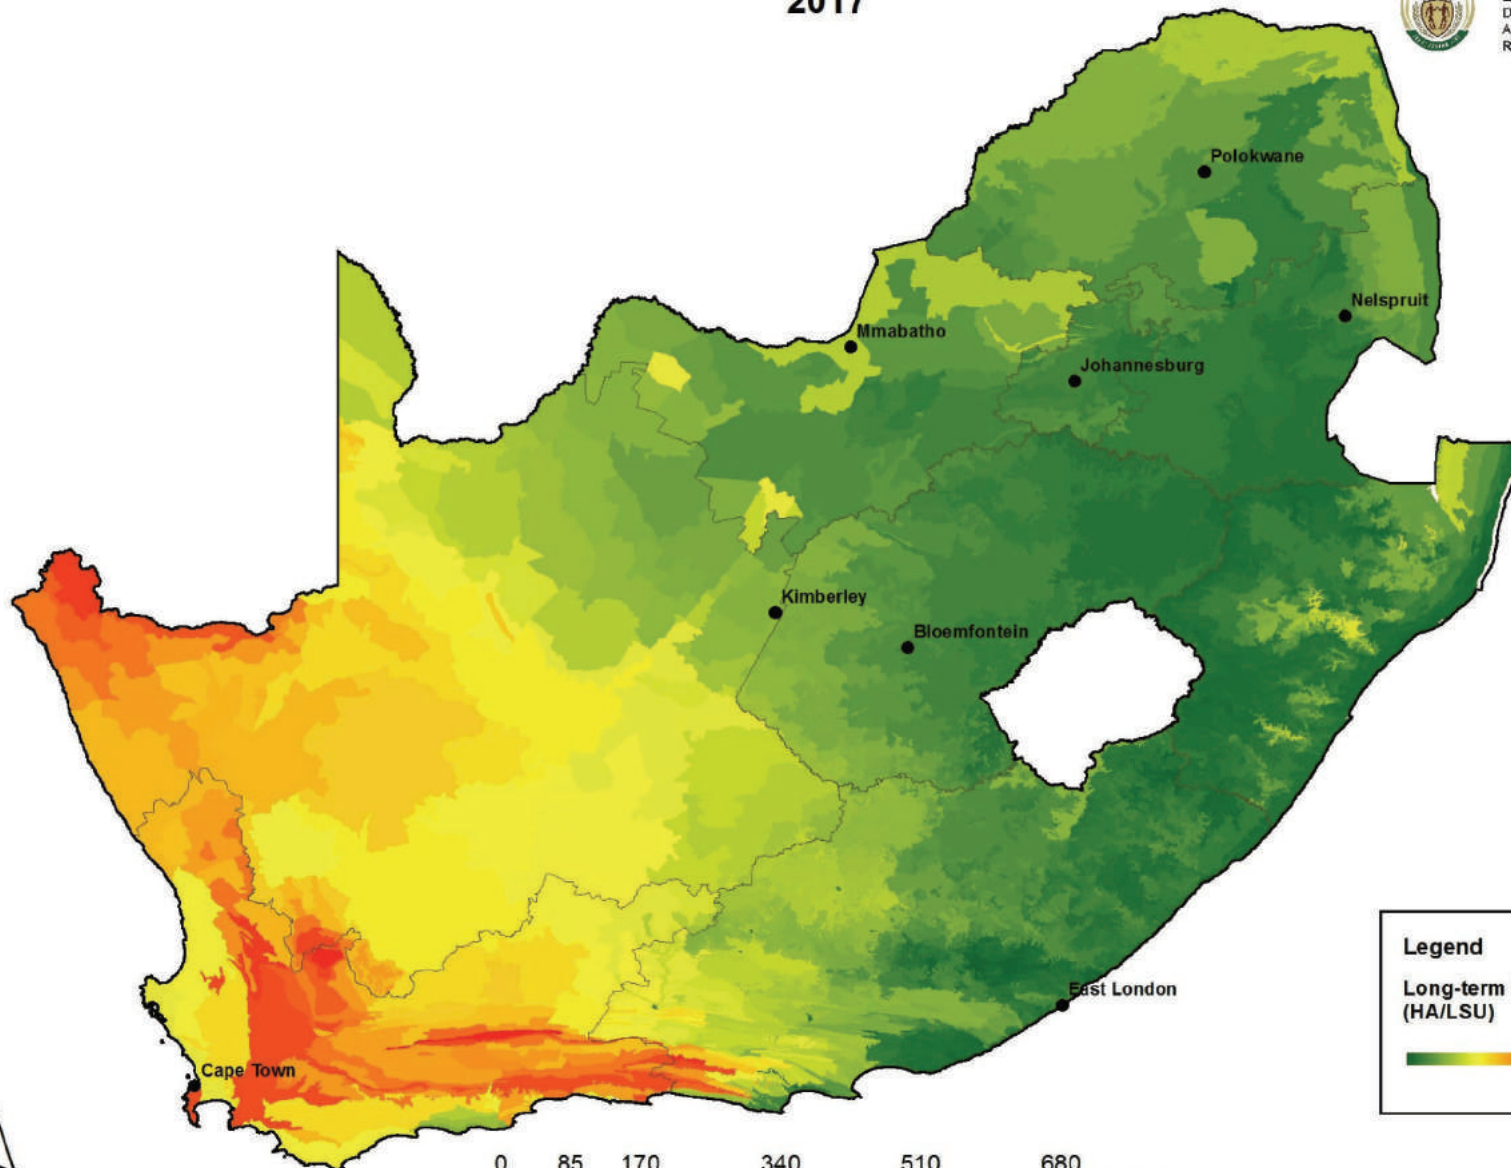 2017
D
A
R
Polokwane
Nelspruit
Mmabatho
Johannesburg
Kimberley
Bloemfontein
East London
Cape Town
Legend
Long-term
(HA/LSU)
0 85 170 340 510 680